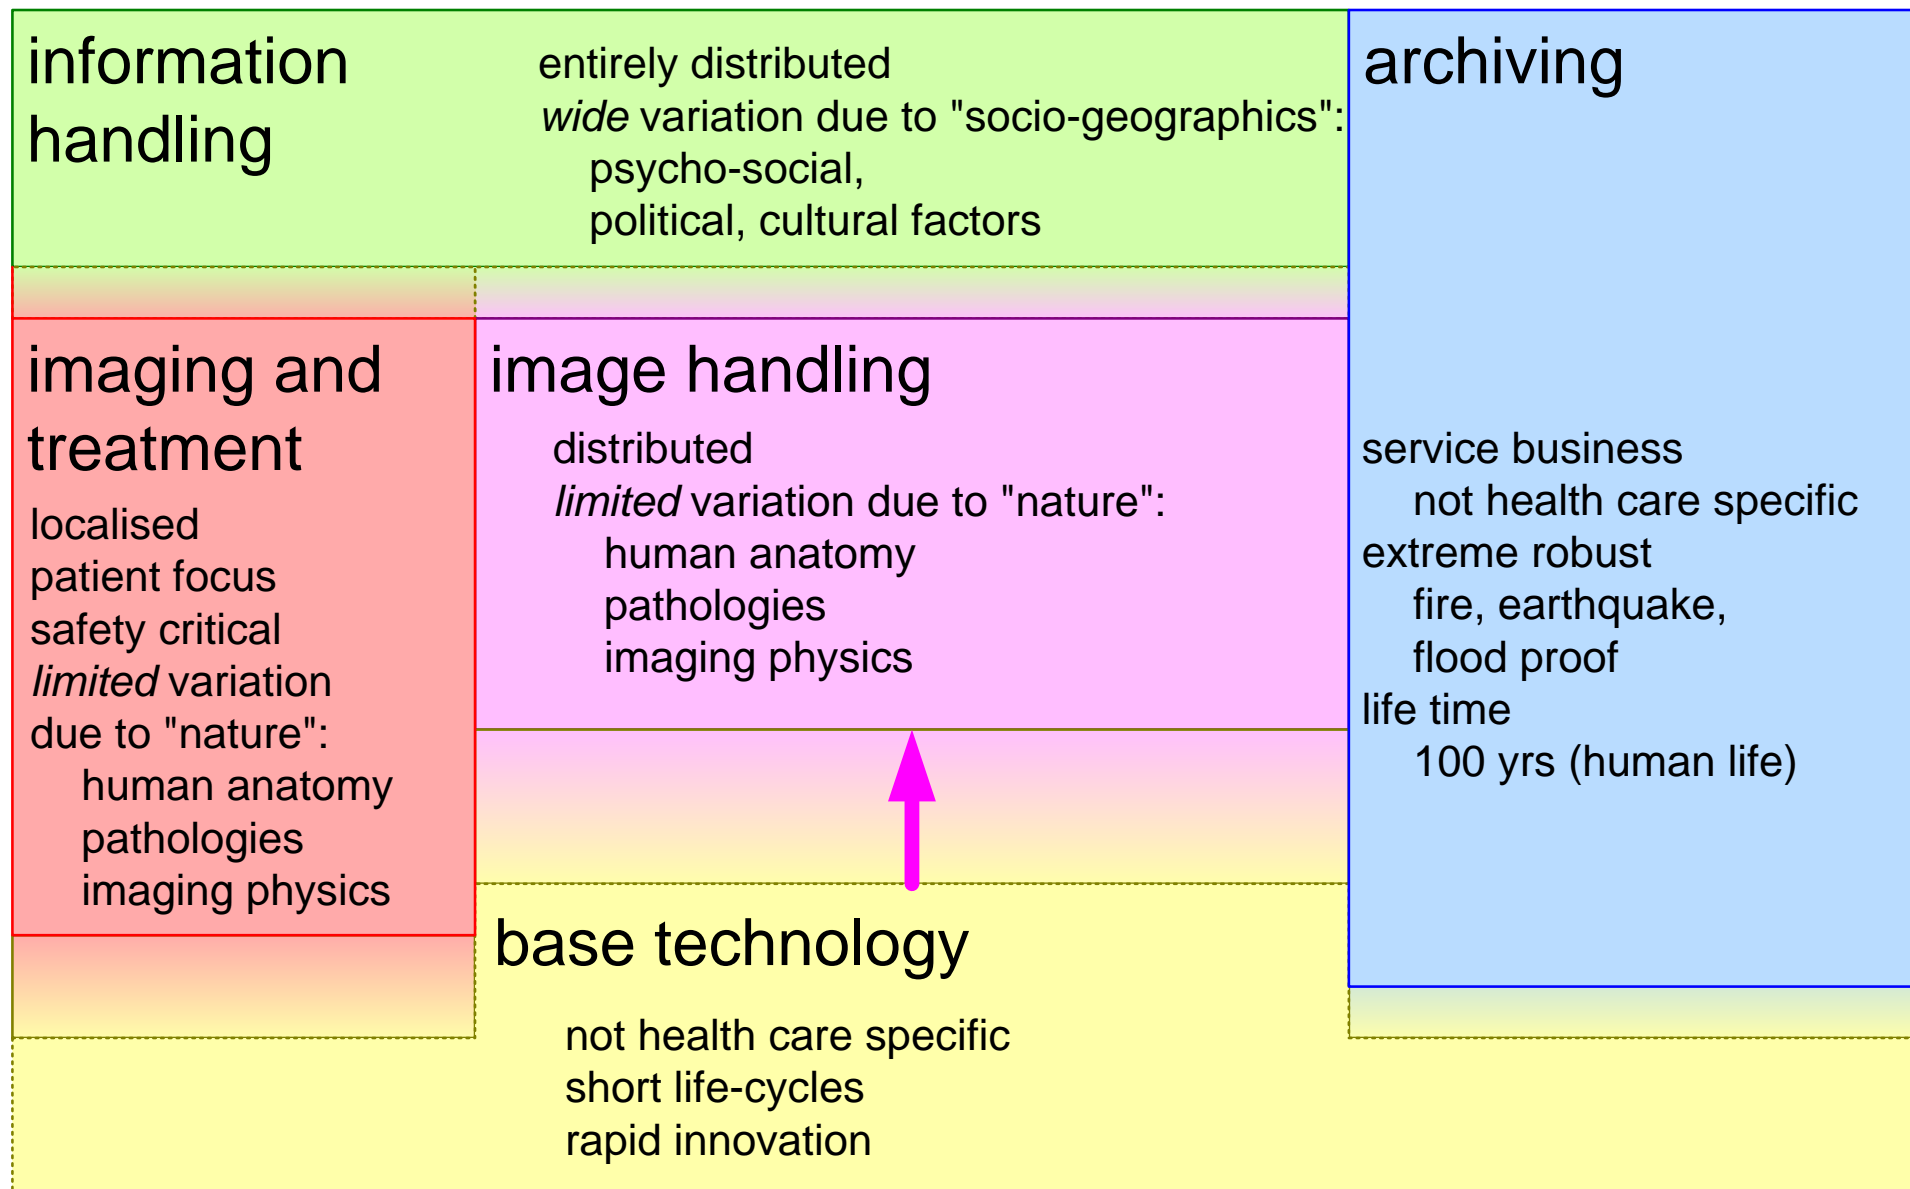 information
handling
entirely distributed
wide variation due to "socio-geographics":
psycho-social,
political, cultural factors
archiving
service business
not health care specific
extreme robust
fire, earthquake,
flood proof
life time
100 yrs (human life)
imaging and
treatment
localised
patient focus
safety critical
limited variation
due to "nature":
human anatomy
pathologies
imaging physics
image handling
distributed
limited variation due to "nature":
human anatomy
pathologies
imaging physics
base technology
not health care specific
short life-cycles
rapid innovation